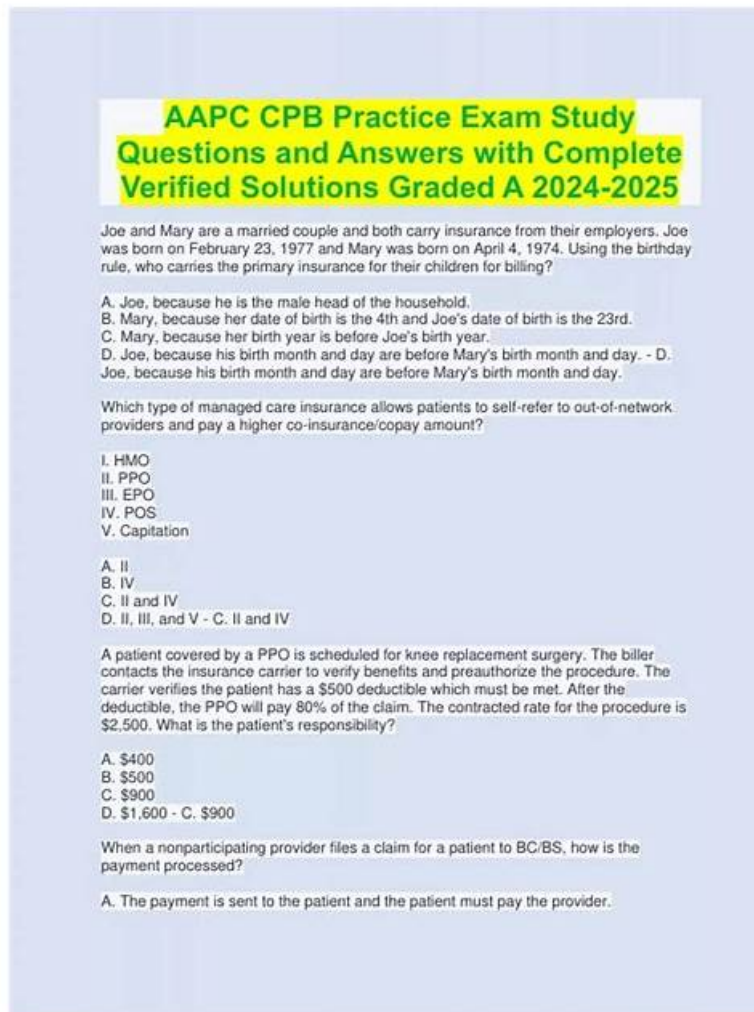 AAPC CPB Practice Exam Study
Questions and Answers with Complete
Verified Solutions Graded A 2024-2025
Joe and Mary are a married couple and both carry insurance from their employers. Joe
was born on February 23, 1977 and Mary was born on April 4, 1974. Using the birthday
rule, who carries the primary insurance for their children for billing?
A. Joe, because he is the male head of the household.
B. Mary, because her date of birth is the 4th and Joe's date of birth is the 23rd.
C. Mary, because her birth year is before Joe's birth year.
D. Joe, because his birth month and day are before Mary's birth month and day. - D.
Joe, because his birth month and day are before Mary's birth month and day.
Which type of managed care insurance allows patients to self-refer to out-of-network
providers and pay a higher co-insurance/copay amount?
I. HMO
II. PPO
III. EPO
IV. POS
V. Capitation
A. II
B. IV
C. II and IV
D. II, III, and V - C. II and IV
A patient covered by a PPO is scheduled for knee replacement surgery. The biller
contacts the insurance carrier to verify benefits and preauthorize the procedure. The
carrier verifies the patient has a $500 deductible which must be met. After the
deductible, the PPO will pay 80% of the claim. The contracted rate for the procedure is
$2,500. What is the patient's responsibility?
A. $400
B. $500
C. $900
D. $1,600 - C. $900
When a nonparticipating provider files a claim for a patient to BC/BS, how is the
payment processed?
A. The payment is sent to the patient and the patient must pay the provider.